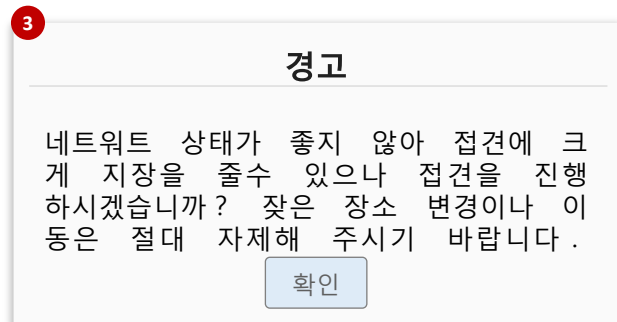 3
경고
네트워트 상태가 좋지 않아 접견에 크
게 지장을 줄수 있으나 접견을 진행
하시겠습니까? 잦은 장소 변경이나 이
동은 절대 자제해 주시기 바랍니다.
확인